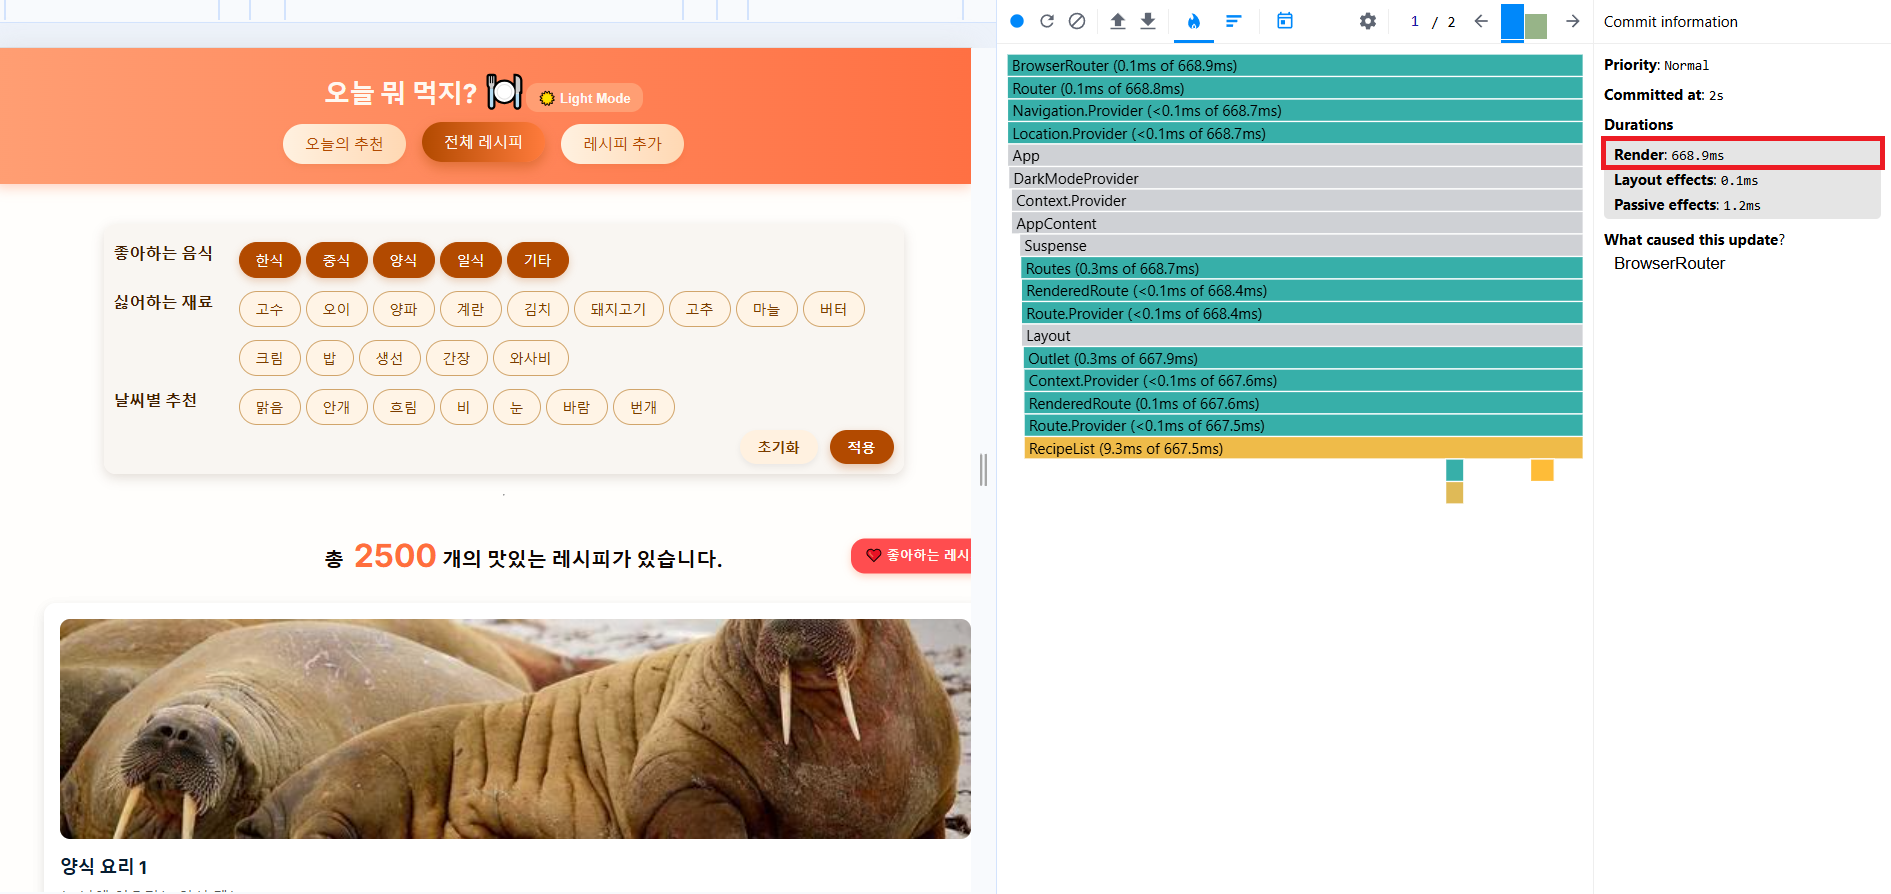 오늘 뭐 먹지?
Light Mode
오늘의 추천
전체 레시피
레시피 추가
좋아하는 음식
한식
중식
양식
일식
기타
싫어하는 재료
고수
오이
양파
계란
김치
돼지고기
고추
마늘
버터
크림
밥
생선
간장
와사비
날씨별 추천
맑음
안개
흐림
비
눈
바람
번개
초기화
적용
총 2500 개의 맛있는 레시피가 있습니다.
좋아하는 레시
양식 요리 1
1 / 2
BrowserRouter (0.1ms of 668.9ms)
Router (0.1ms of 668.8ms)
Navigation.Provider (<0.1ms of 668.7ms)
Location.Provider (<0.1ms of 668.7ms)
App
DarkModeProvider
Context.Provider
AppContent
Suspense
Routes (0.3ms of 668.7ms)
RenderedRoute (<0.1ms of 668.4ms)
Route.Provider (<0.1ms of 668.4ms)
Layout
Outlet (0.3ms of 667.9ms)
Context.Provider (<0.1ms of 667.6ms)
RenderedRoute (0.1ms of 667.6ms)
Route.Provider (<0.1ms of 667.5ms)
RecipeList (9.3ms of 667.5ms)
Commit information
Priority: Normal
Committed at: 2s
Durations
Render: 668.9ms
Layout effects: 0.1ms
Passive effects: 1.2ms
What caused this update?
BrowserRouter